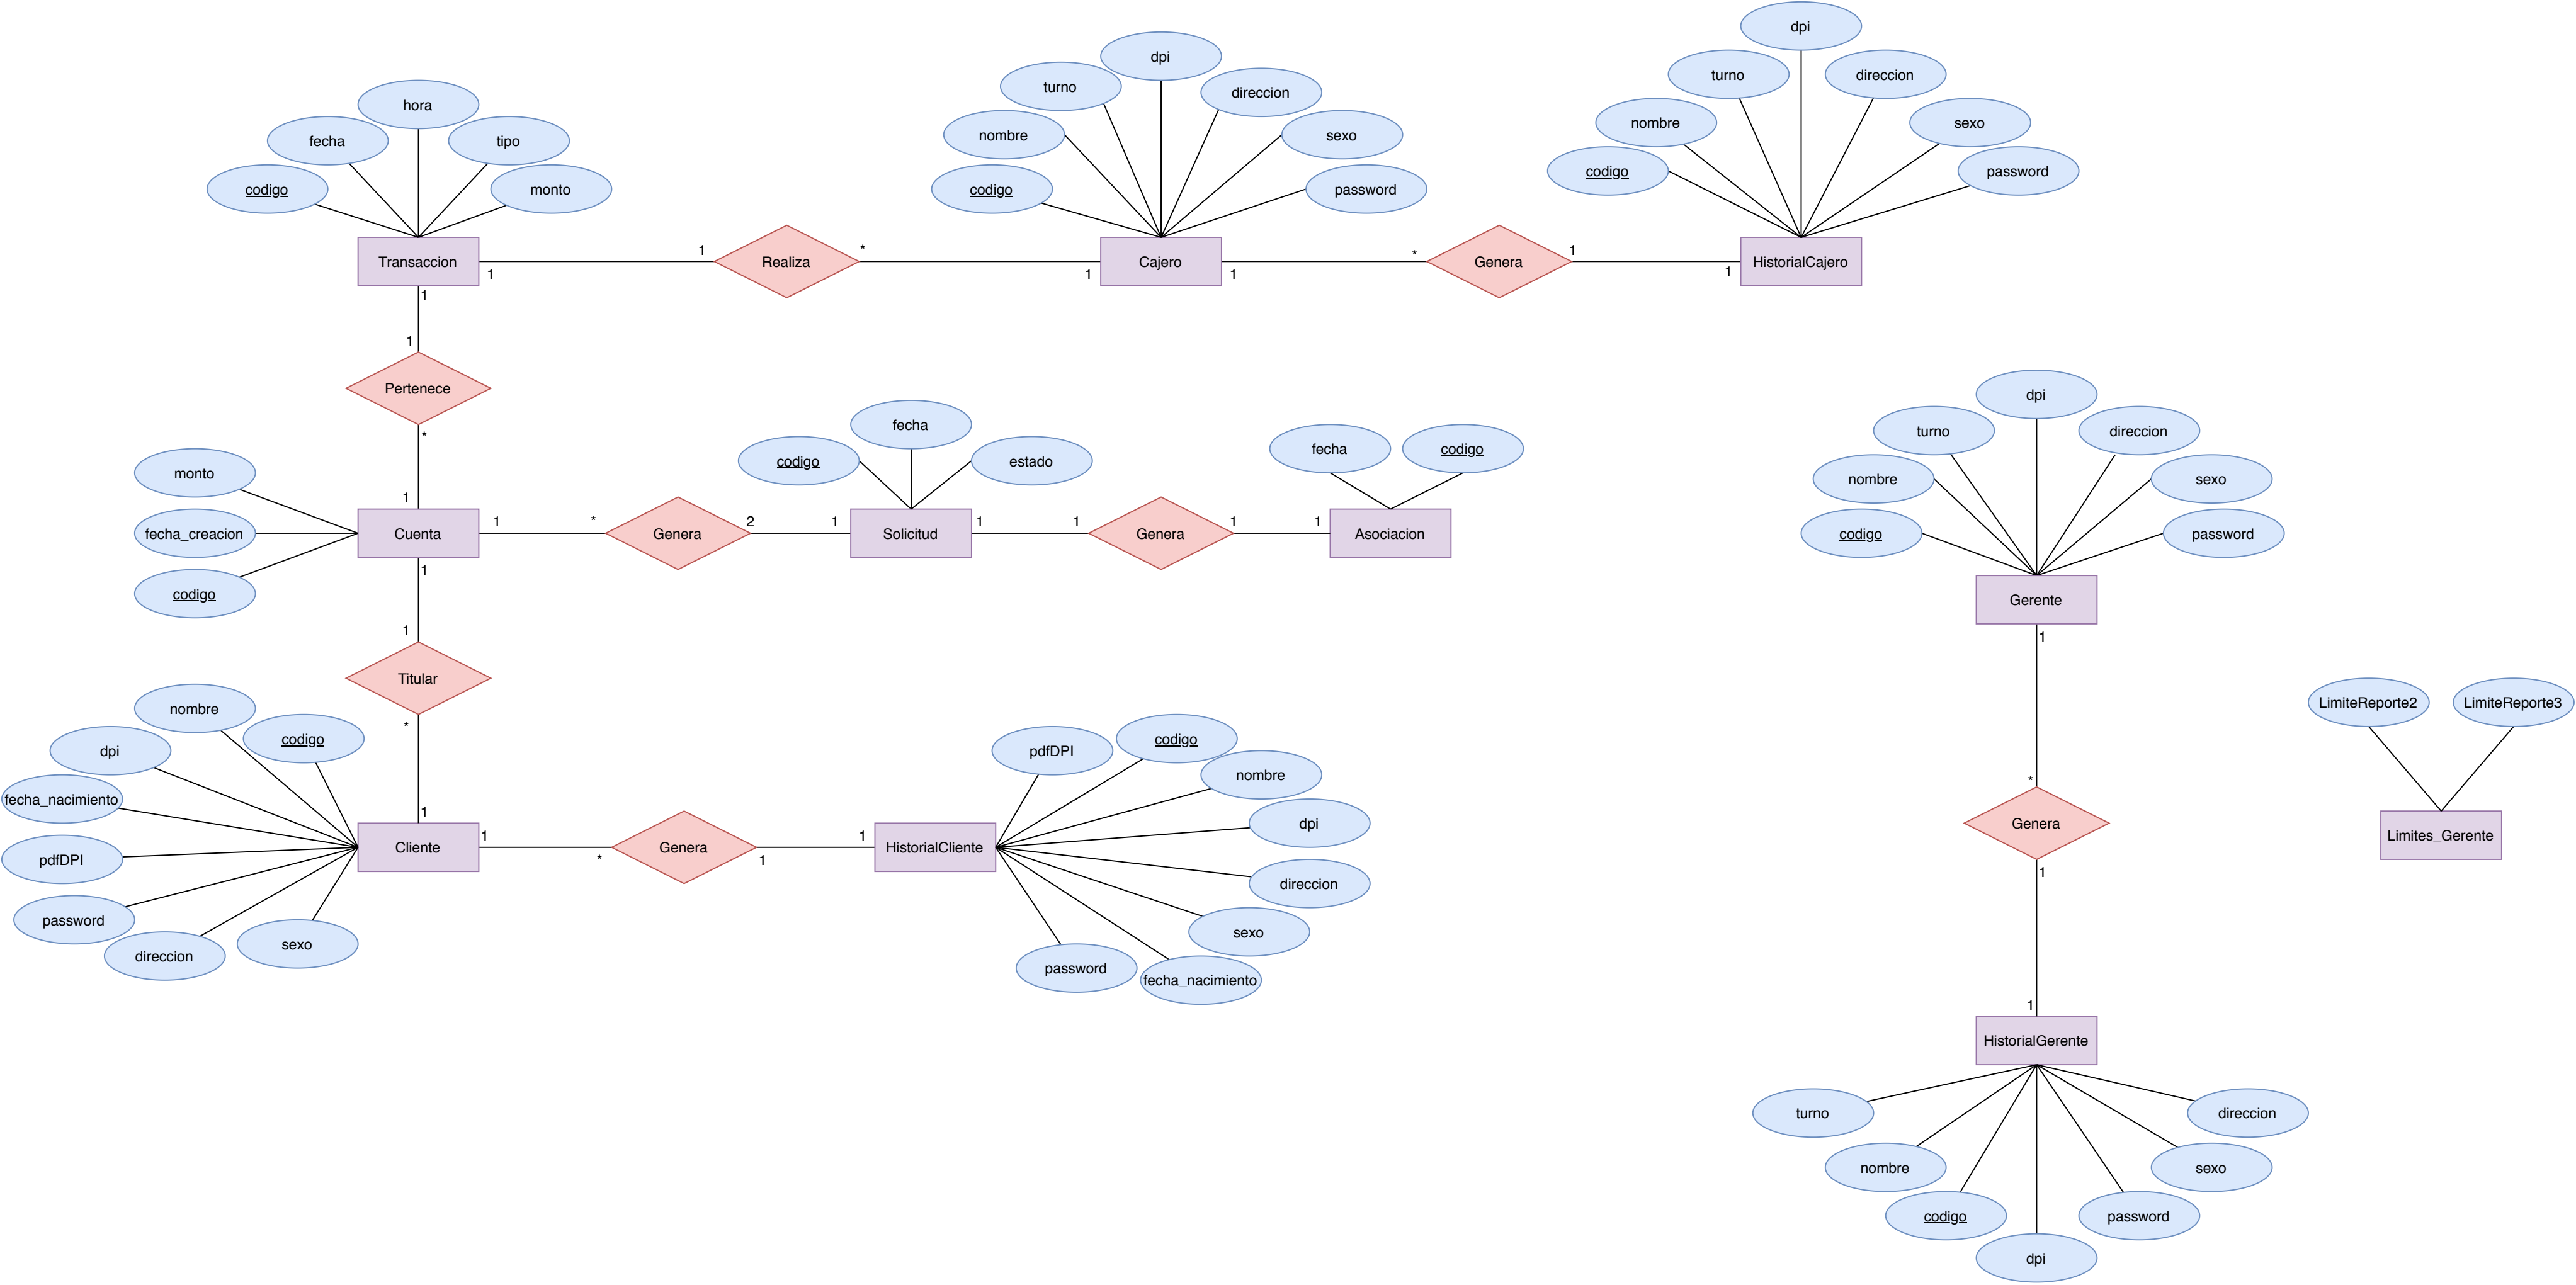 dpi
turno
direccion
nombre
sexo
codigo
password
HistorialCajero
dpi
turno
direccion
nombre
sexo
codigo
password
Cajero
hora
fecha
tipo
codigo
monto
Transaccion
1
1
Realiza
*
1
1
*
Genera
1
1
1
1
Pertenece
*
1
monto
fecha_creacion
codigo
Cuenta
1
*
Genera
2
1
codigo
fecha
estado
Solicitud
1
1
Genera
1
1
fecha
codigo
Asociacion
1
1
Titular
*
1
nombre
codigo
dpi
fecha_nacimiento
pdfDPI
password
direccion
sexo
Cliente
1
*
Genera
1
1
HistorialCliente
pdfDPI
codigo
nombre
dpi
direccion
sexo
fecha_nacimiento
password
dpi
turno
direccion
nombre
sexo
codigo
password
Gerente
1
*
Genera
1
1
HistorialGerente
turno
direccion
nombre
sexo
codigo
password
dpi
LimiteReporte2
LimiteReporte3
Limites_Gerente